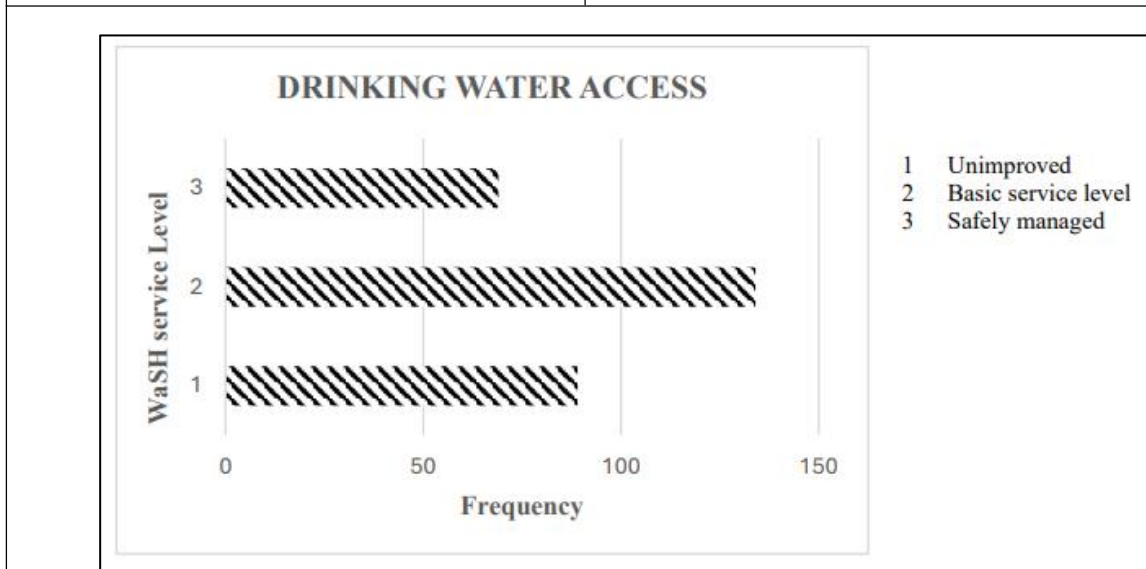 DRINKING WATER ACCESS
WaSH service Level
3
2
1
0 50 100 150
Frequency
1 Unimproved
2 Basic service level
3 Safely managed